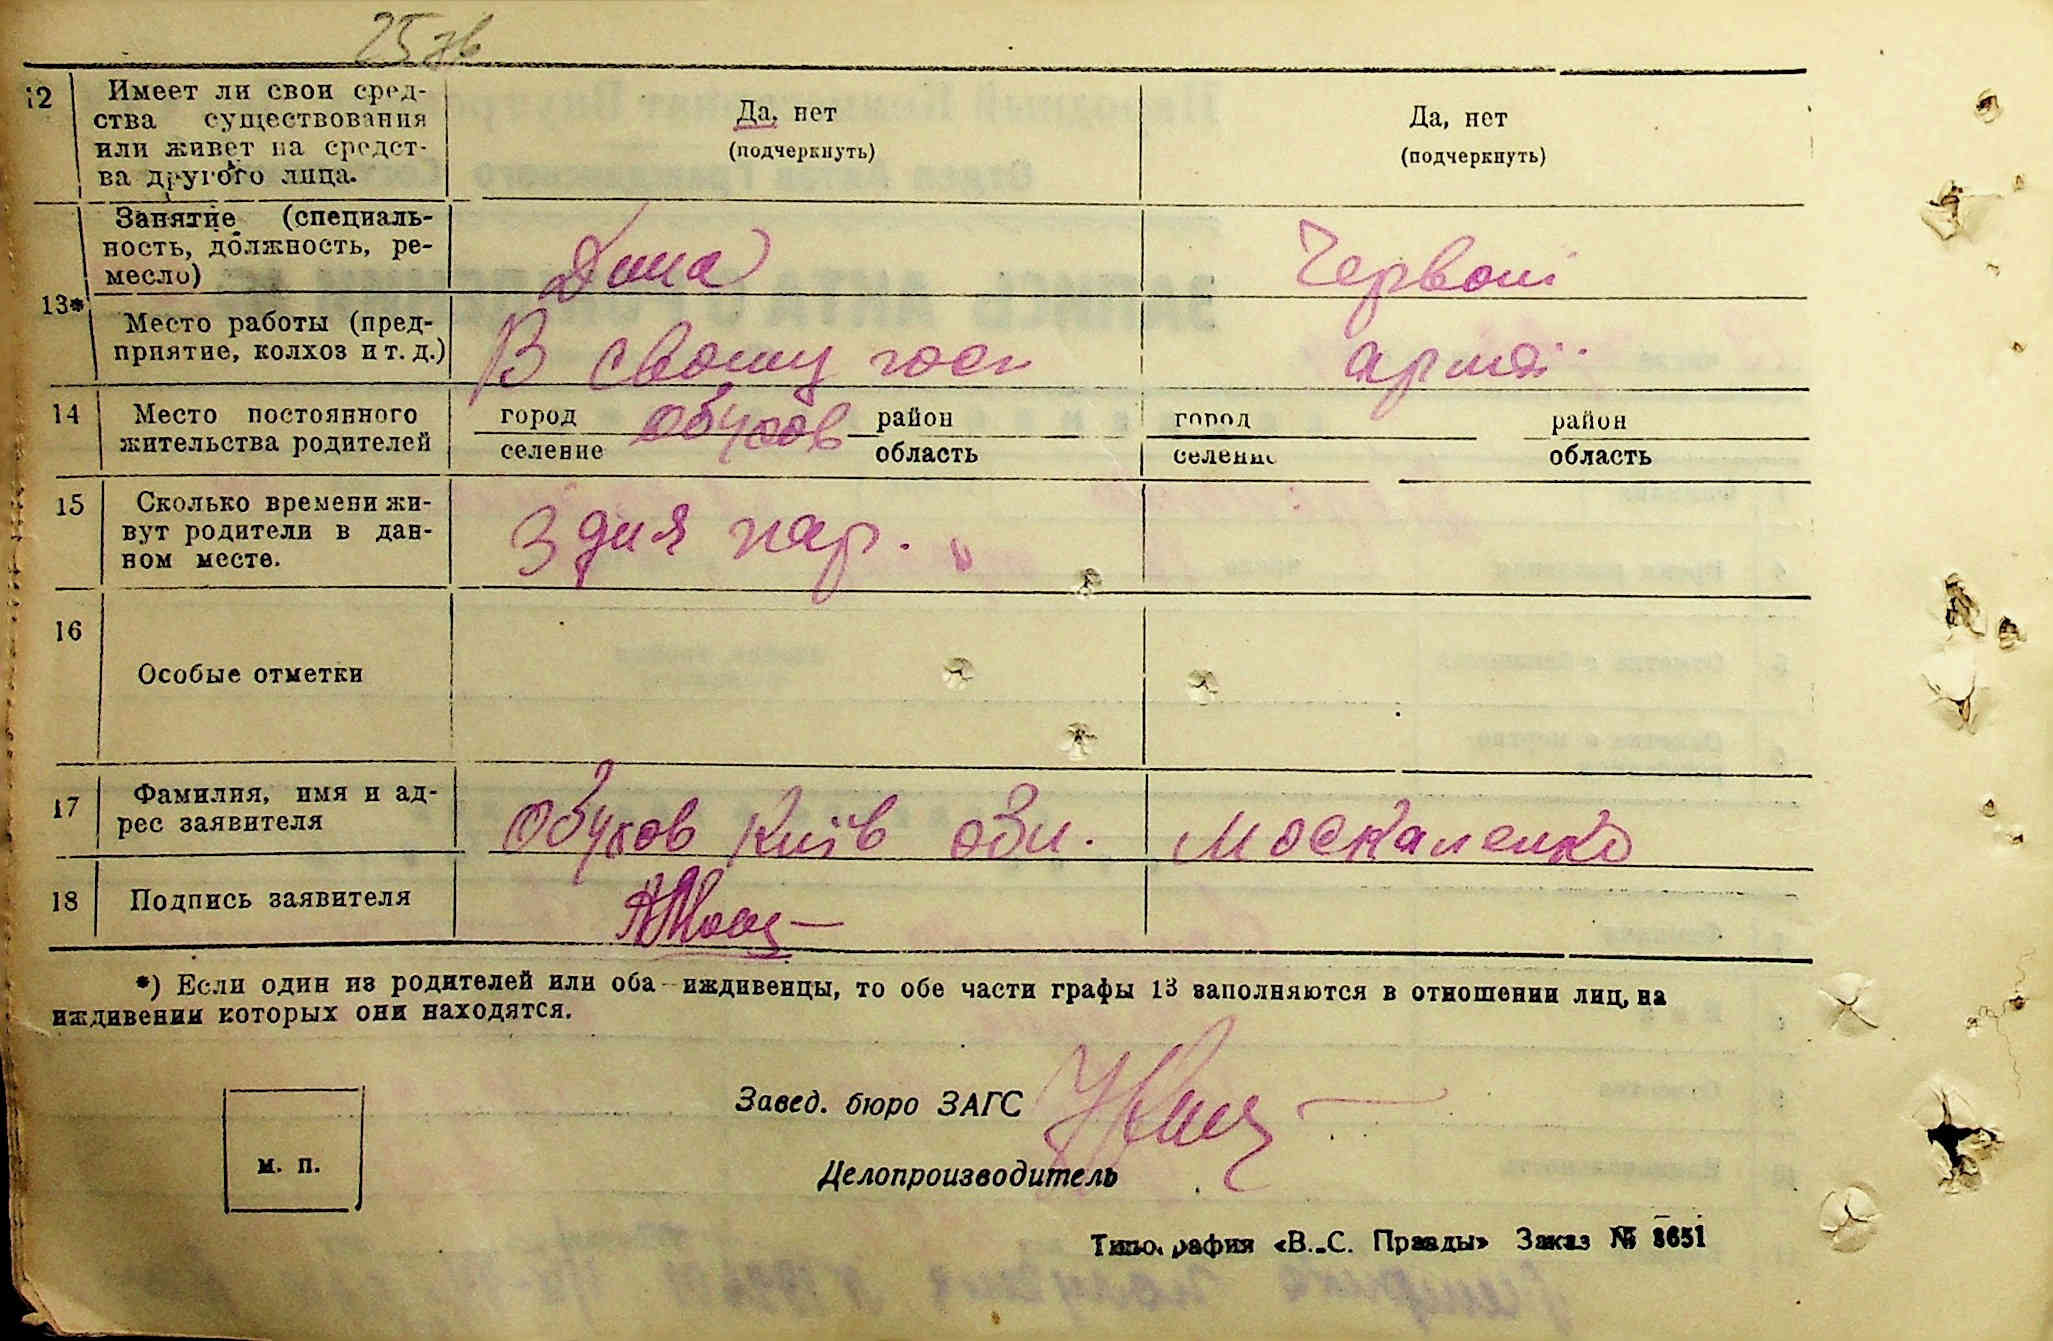 25 зв
12
Имеет ли свои сред-
ства существования
или живет на средст-
ва другого лица.
Да, нет
(подчеркнуть)
Да, нет
(подчеркнуть)
13*
Занятие (специаль-
ность, должность, ре-
месло)
Дома
Червоні
Место работы (пред-
приятие, колхоз и т. д.)
В своему госп
армії
14
Место постоянного
жительства родителей
город
селение
Обухов
район
область
город
селение
район
область
15
Сколько времени жи-
вут родители в дан-
ном месте.
З дня нар.
16
Особые отметки
17
Фамилия, имя и ад-
рес заявителя
Обухов Київ обл. Москаленко
18
Подпись заявителя
*) Если один из родителей или оба — иждивенцы, то обе части графы 13 заполняются в отношении лиц, на
иждивении которых они находятся.
м. п.
Завед. бюро ЗАГС
Делопроизводитель
Типография «В.-С. Правды» Заказ № 8651